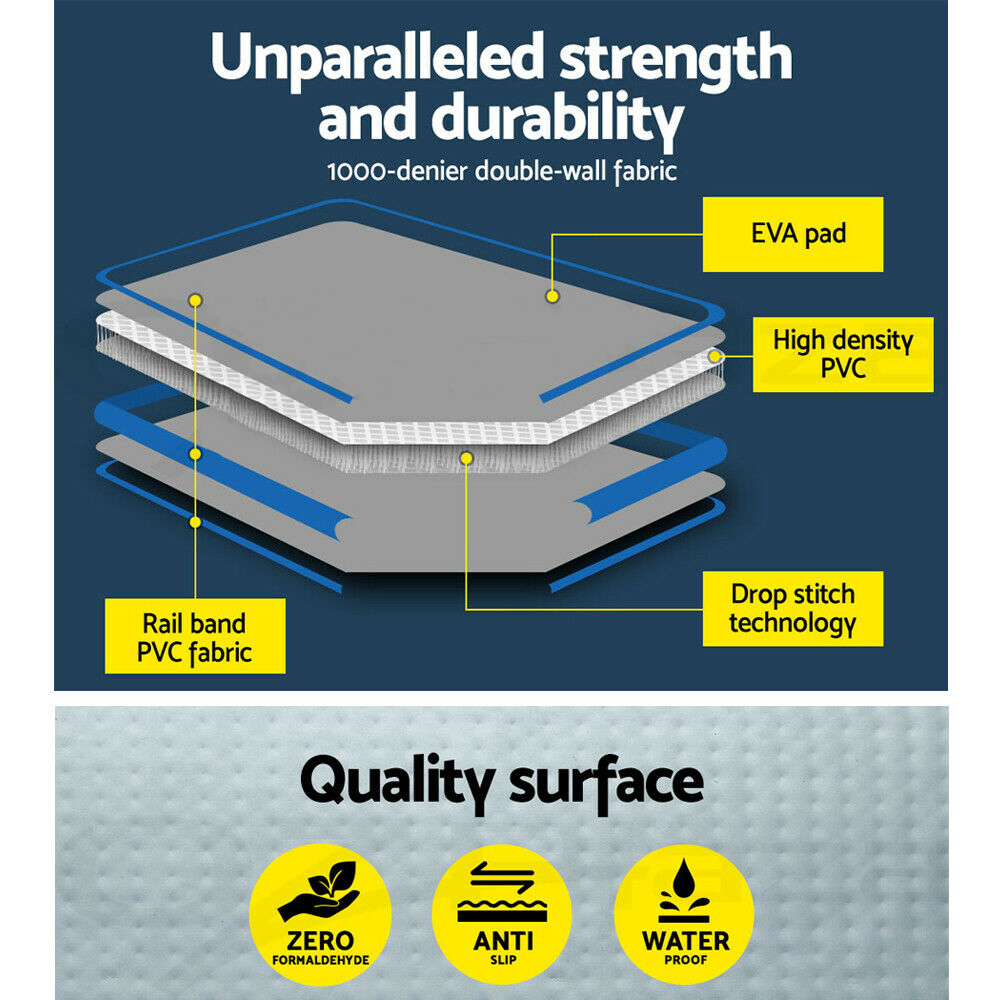 Unparalleled strength
and durability
1000-denier double-wall fabric
EVA pad
High density
PVC
Drop stitch
technology
Rail band
PVC fabric
Quality surface
ZERO
FORMALDEHYDE
ANTI
SLIP
WATER
PROOF